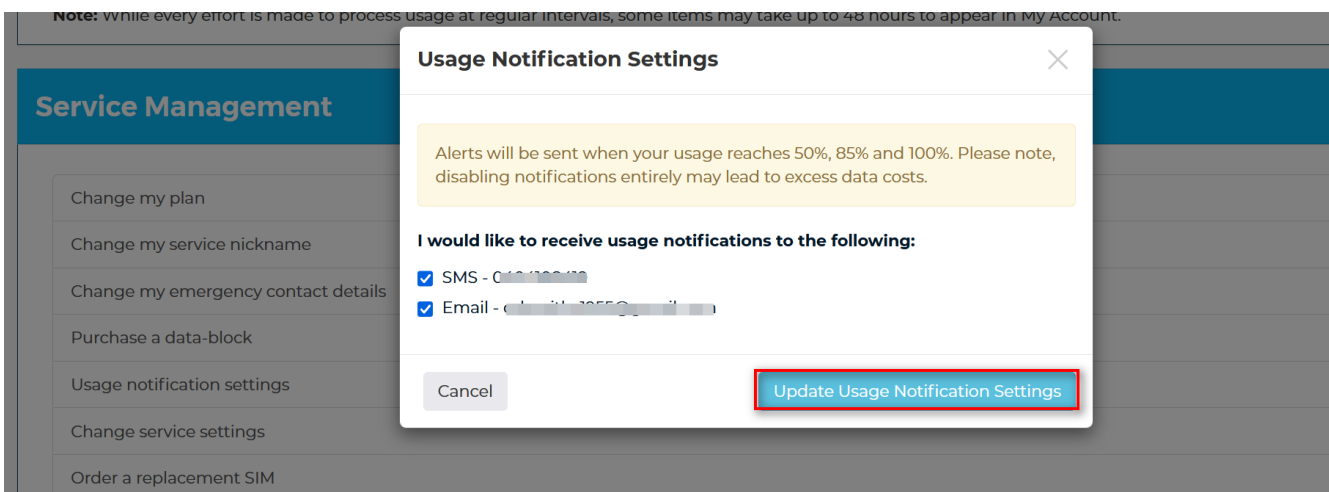 Note: While every effort is made to process usage at regular intervals, some items may take up to 48 hours to appear in My Account.
Usage Notification Settings
Service Management
Alerts will be sent when your usage reaches 50%, 85% and 100%. Please note,
disabling notifications entirely may lead to excess data costs.
Change my plan
Change my service nickname
I would like to receive usage notifications to the following:
SMS -
Change my emergency contact details
Email -
Purchase a data-block
Usage notification settings
Cancel
Update Usage Notification Settings
Change service settings
Order a replacement SIM